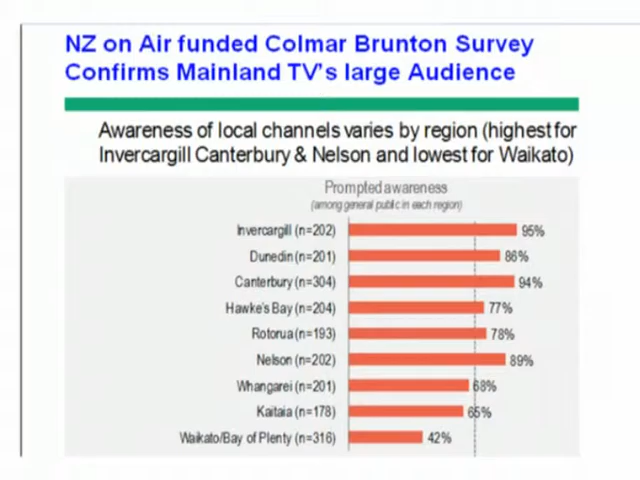 NZ on Air funded Colmar Brunton Survey
Confirms Mainland TV's large Audience
Awareness of local channels varies by region (highest for
Invercargill Canterbury & Nelson and lowest for Waikato)
Prompted awareness
(among general public in each region)
Invercargill (n=202) 95%
Dunedin (n=201) 86%
Canterbury (n=304) 94%
Hawke's Bay (n=204) 77%
Rotorua (n=193) 78%
Nelson (n=202) 89%
Whangarei (n=201) 68%
Kaitaia (n=178) 65%
Waikato/Bay of Plenty (n=316) 42%